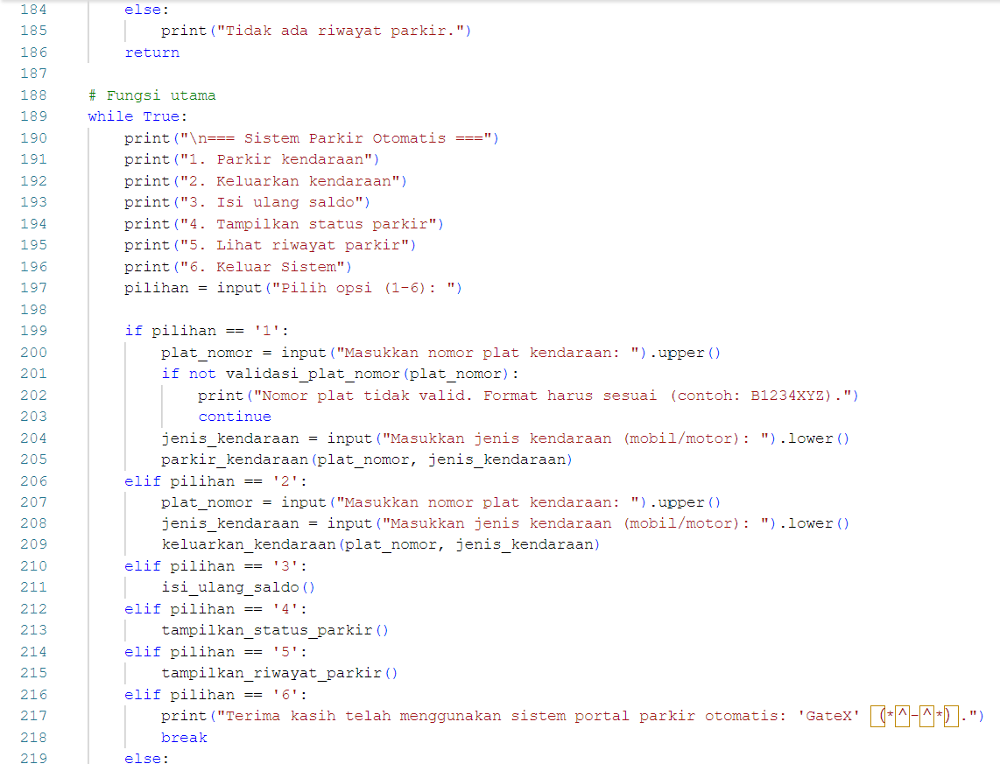 184 else:
185 print("Tidak ada riwayat parkir.")
186 return
187
188 # Fungsi utama
189 while True:
190 print("\n=== Sistem Parkir Otomatis ===")
191 print("1. Parkir kendaraan")
192 print("2. Keluarkan kendaraan")
193 print("3. Isi ulang saldo")
194 print("4. Tampilkan status parkir")
195 print("5. Lihat riwayat parkir")
196 print("6. Keluar Sistem")
197 pilihan = input("Pilih opsi (1-6): ")
198
199 if pilihan == '1':
200 plat_nomor = input("Masukkan nomor plat kendaraan: ").upper()
201 if not validasi_plat_nomor(plat_nomor):
202 print("Nomor plat tidak valid. Format harus sesuai (contoh: B1234XYZ).")
203 continue
204 jenis_kendaraan = input("Masukkan jenis kendaraan (mobil/motor): ").lower()
205 parkir_kendaraan(plat_nomor, jenis_kendaraan)
206 elif pilihan == '2':
207 plat_nomor = input("Masukkan nomor plat kendaraan: ").upper()
208 jenis_kendaraan = input("Masukkan jenis kendaraan (mobil/motor): ").lower()
209 keluarkan_kendaraan(plat_nomor, jenis_kendaraan)
210 elif pilihan == '3':
211 isi_ulang_saldo()
212 elif pilihan == '4':
213 tampilkan_status_parkir()
214 elif pilihan == '5':
215 tampilkan_riwayat_parkir()
216 elif pilihan == '6':
217 print("Terima kasih telah menggunakan sistem portal parkir otomatis: 'GateX' (*^-^*).")
218 break
219 else: